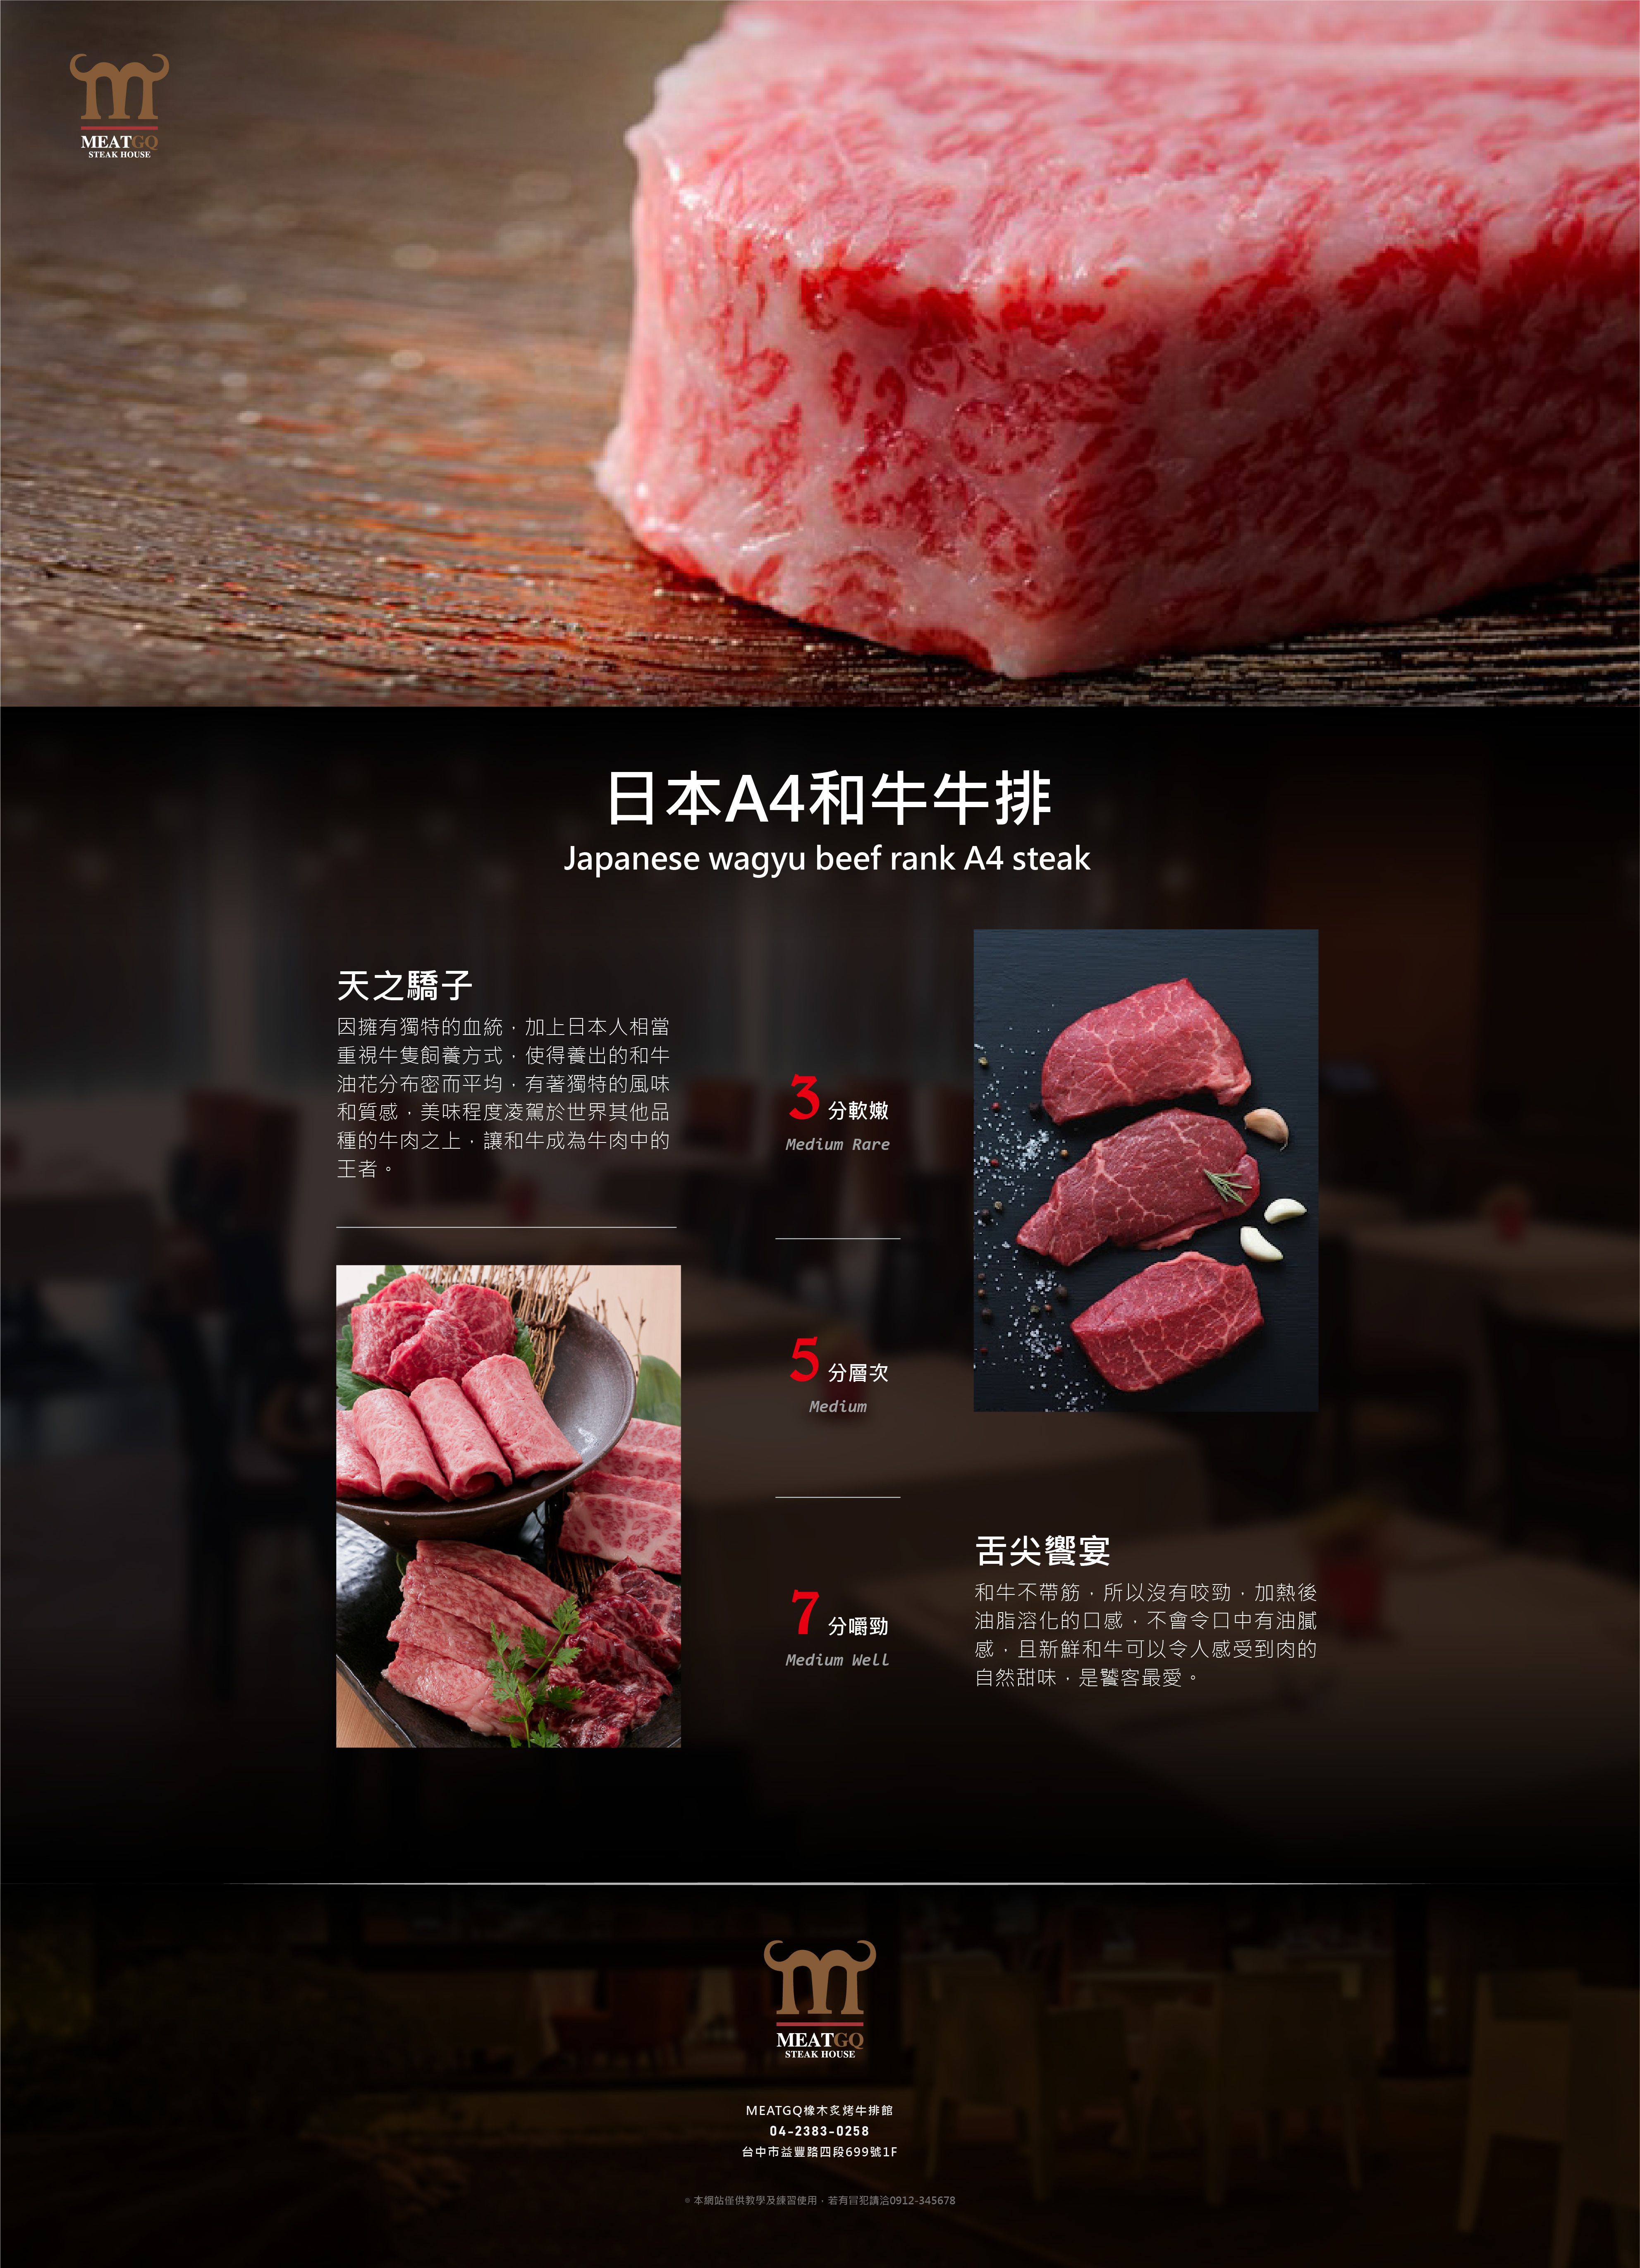 MEATGQ
STEAK HOUSE
日本A4和牛牛排
Japanese wagyu beef rank A4 steak
天之驕子
因擁有獨特的血統，加上日本人相當
重視牛隻飼養方式，使得養出的和牛
油花分布密而平均，有著獨特的風味
和質感，美味程度凌駕於世界其他品
種的牛肉之上，讓和牛成為牛肉中的
王者。
3 分軟嫩
Medium Rare
5 分層次
Medium
7 分嚼勁
Medium Well
舌尖饗宴
和牛不帶筋，所以沒有咬勁，加熱後
油脂溶化的口感，不會令口中有油膩
感，且新鮮和牛可以令人感受到肉的
自然甜味，是饕客最愛。
MEATGQ
STEAK HOUSE
MEATGQ橡木炙烤牛排館
04-2383-0258
台中市益豐路四段699號1F
◎本網站僅供教學及練習使用，若有冒犯請洽0912-345678